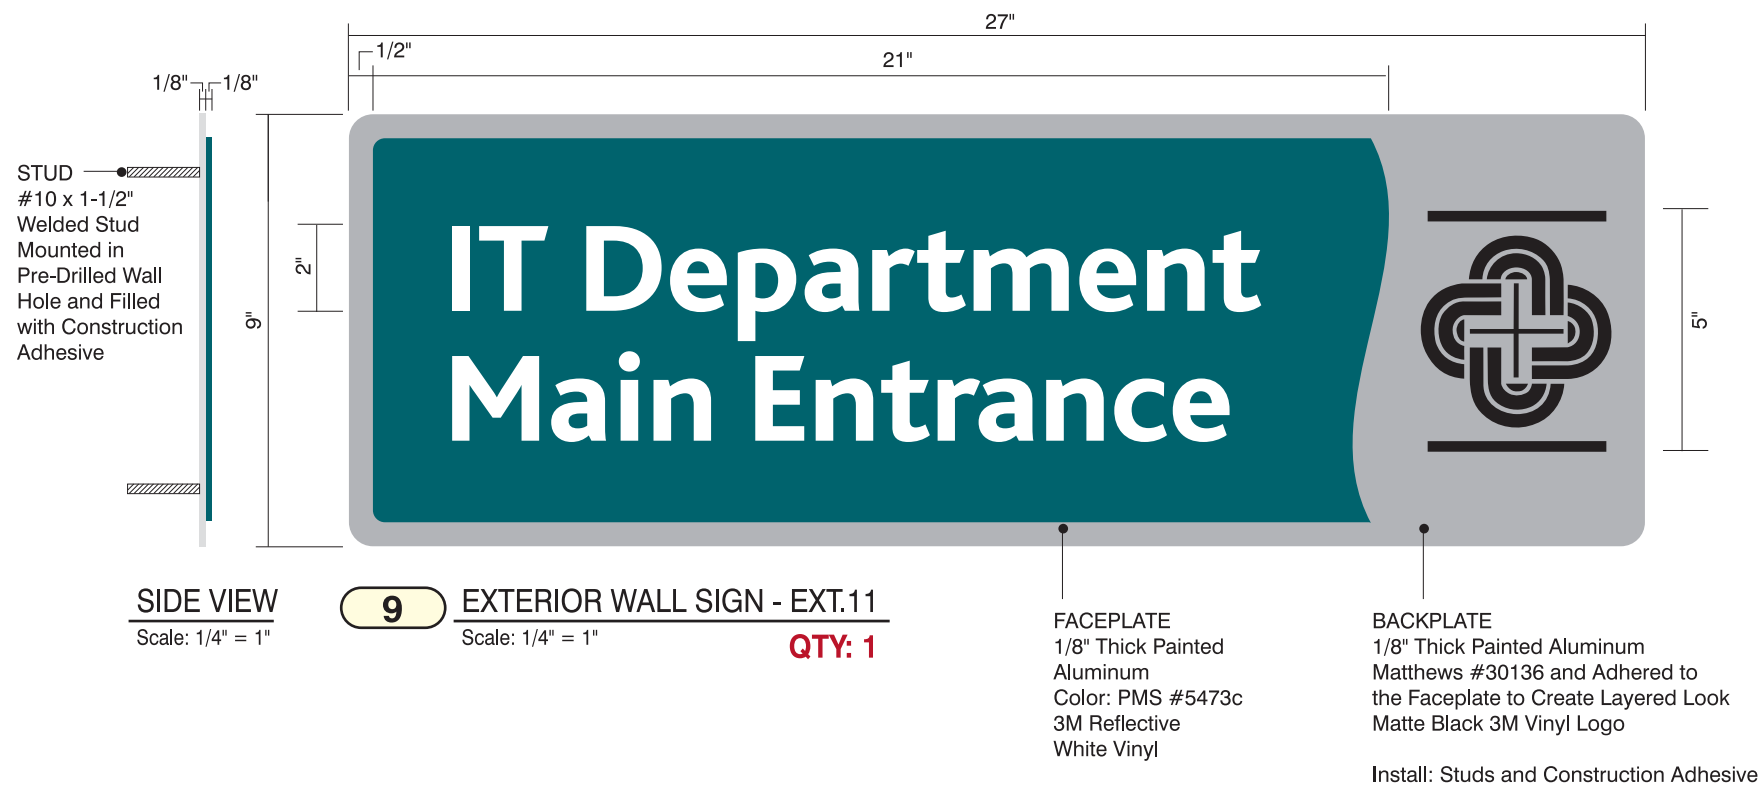 27"
1/2"
21"
1/8" 1/8"
STUD
#10 x 1-1/2"
Welded Stud
Mounted in
Pre-Drilled Wall
Hole and Filled
with Construction
Adhesive
9"
2"
IT Department
Main Entrance
5"
SIDE VIEW
Scale: 1/4" = 1"
9
EXTERIOR WALL SIGN - EXT.11
Scale: 1/4" = 1"
QTY: 1
FACEPLATE
1/8" Thick Painted
Aluminum
Color: PMS #5473c
3M Reflective
White Vinyl
BACKPLATE
1/8" Thick Painted Aluminum
Matthews #30136 and Adhered to
the Faceplate to Create Layered Look
Matte Black 3M Vinyl Logo
Install: Studs and Construction Adhesive